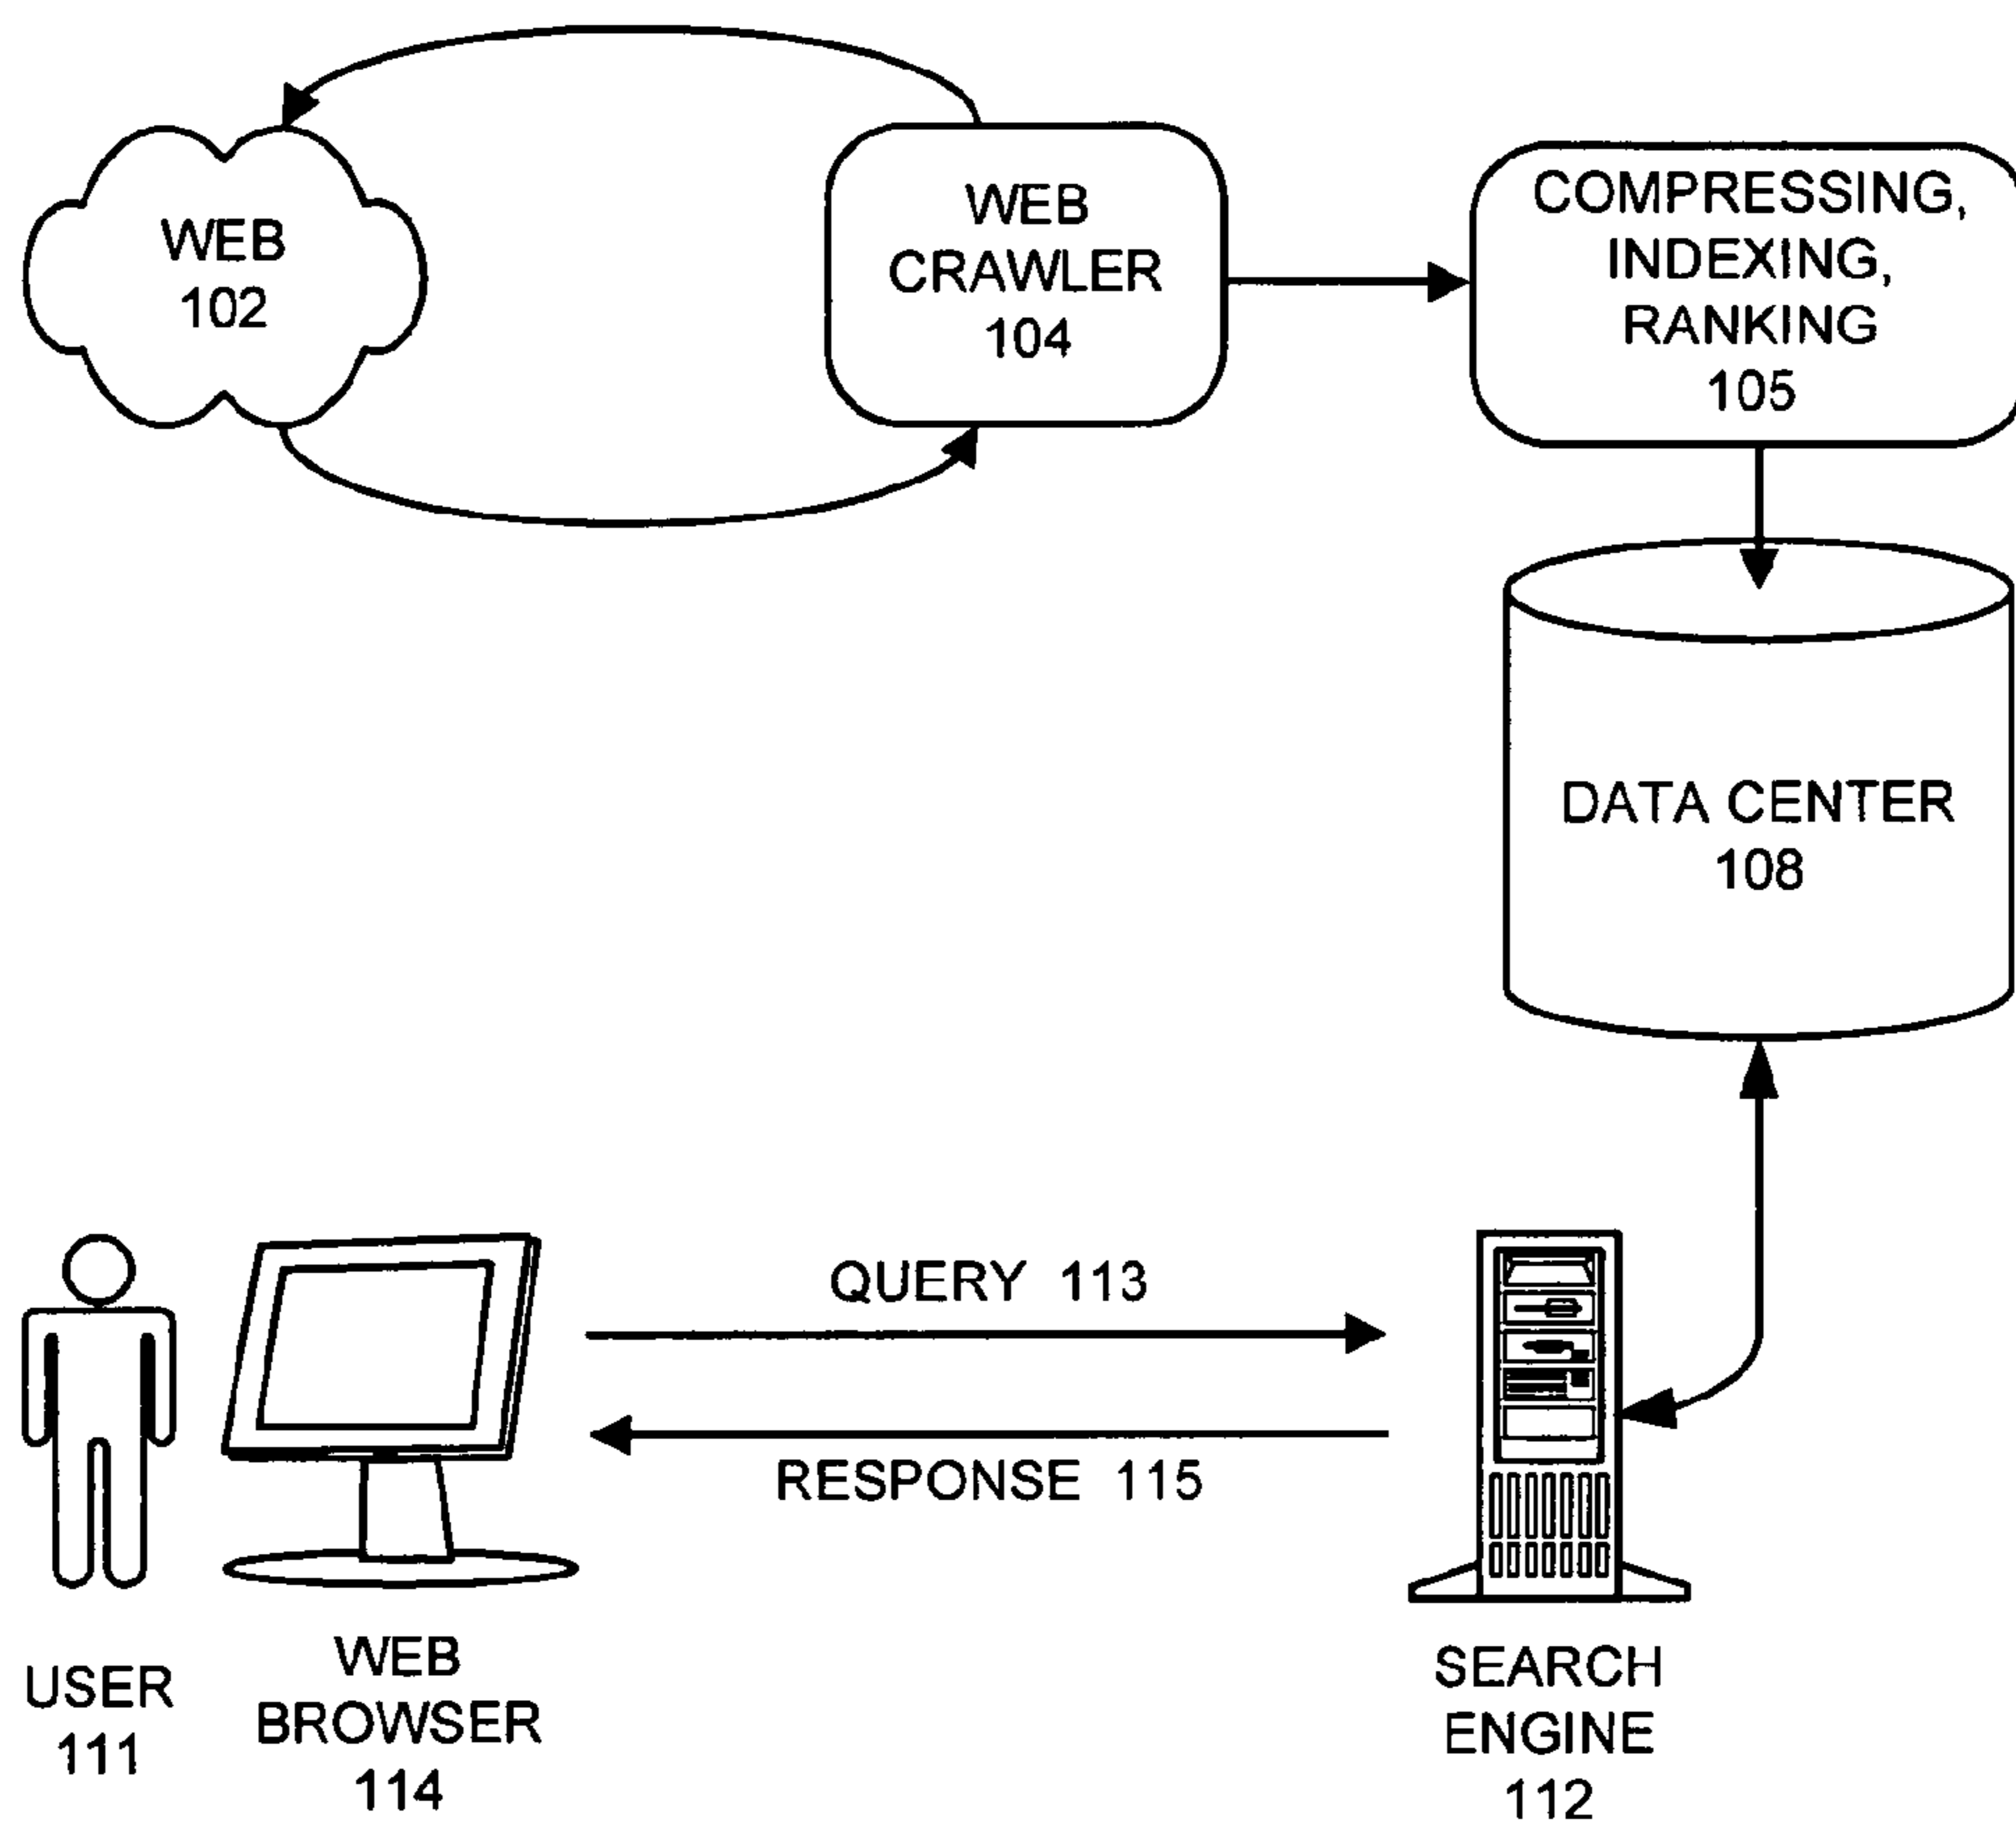 WEB
102
WEB
CRAWLER
104
COMPRESSING,
INDEXING,
RANKING
105
DATA CENTER
108
QUERY 113
RESPONSE 115
USER
111
WEB
BROWSER
114
SEARCH
ENGINE
112